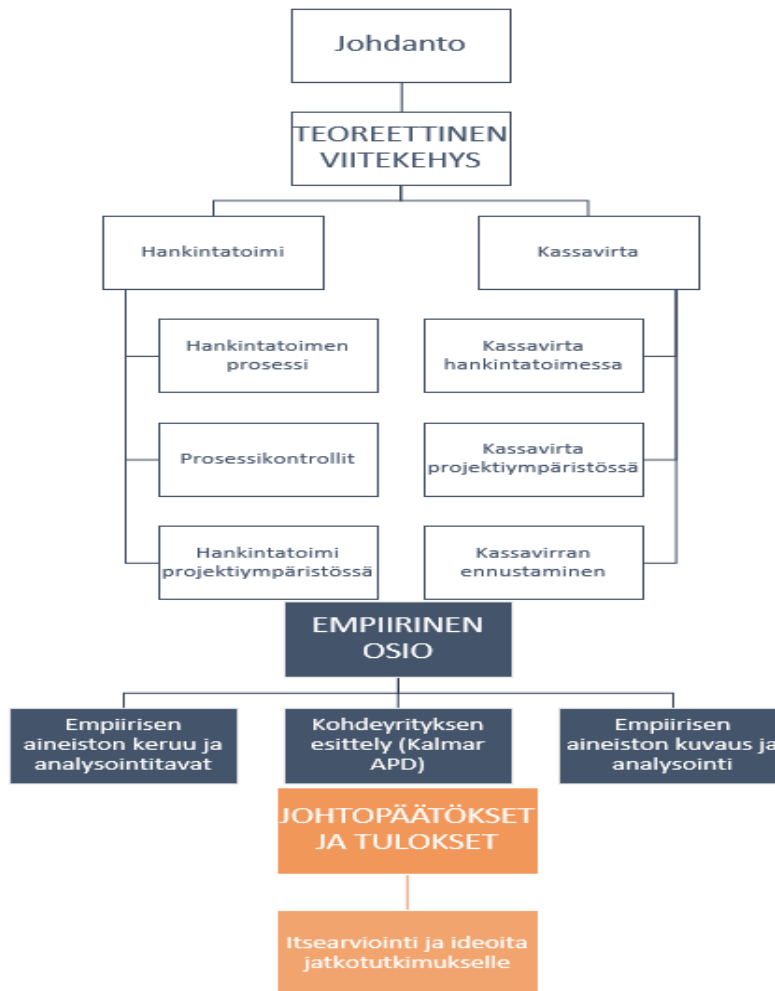 Johdanto
TEOREETTINEN
VIITEKEHYS
Hankintatoimi
Kassavirta
Hankintatoimen
prosessi
Kassavirta
hankintatoimessa
Prosessikontrollit
Kassavirta
projektiympäristössä
Hankintatoimi
projektiympäristössä
Kassavirran
ennustaminen
EMPIIRINEN
OSIO
Empiirisen
aineiston keruu ja
analysointitavat
Kohdeyrityksen
esittely (Kalmar
APD)
Empiirisen
aineiston kuvaus ja
analysointi
JOHTOPÄÄTÖKSET
JA TULOKSET
Itsearviointi ja ideoita
jatkotutkimukselle